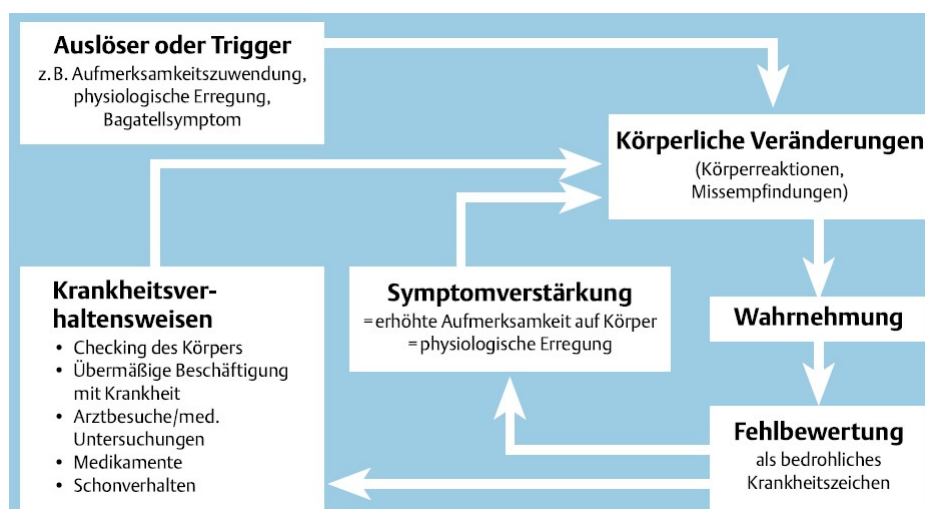 Auslöser oder Trigger
z. B. Aufmerksamkeitszuwendung,
physiologische Erregung,
Bagatellsymptom
Körperliche Veränderungen
(Körperreaktionen,
Missempfindungen)
Krankheitsver-
haltensweisen
• Checking des Körpers
• Übermäßige Beschäftigung
mit Krankheit
• Arztbesuche/med.
Untersuchungen
• Medikamente
• Schonverhalten
Symptomverstärkung
= erhöhte Aufmerksamkeit auf Körper
= physiologische Erregung
Wahrnehmung
Fehlbewertung
als bedrohliches
Krankheitszeichen